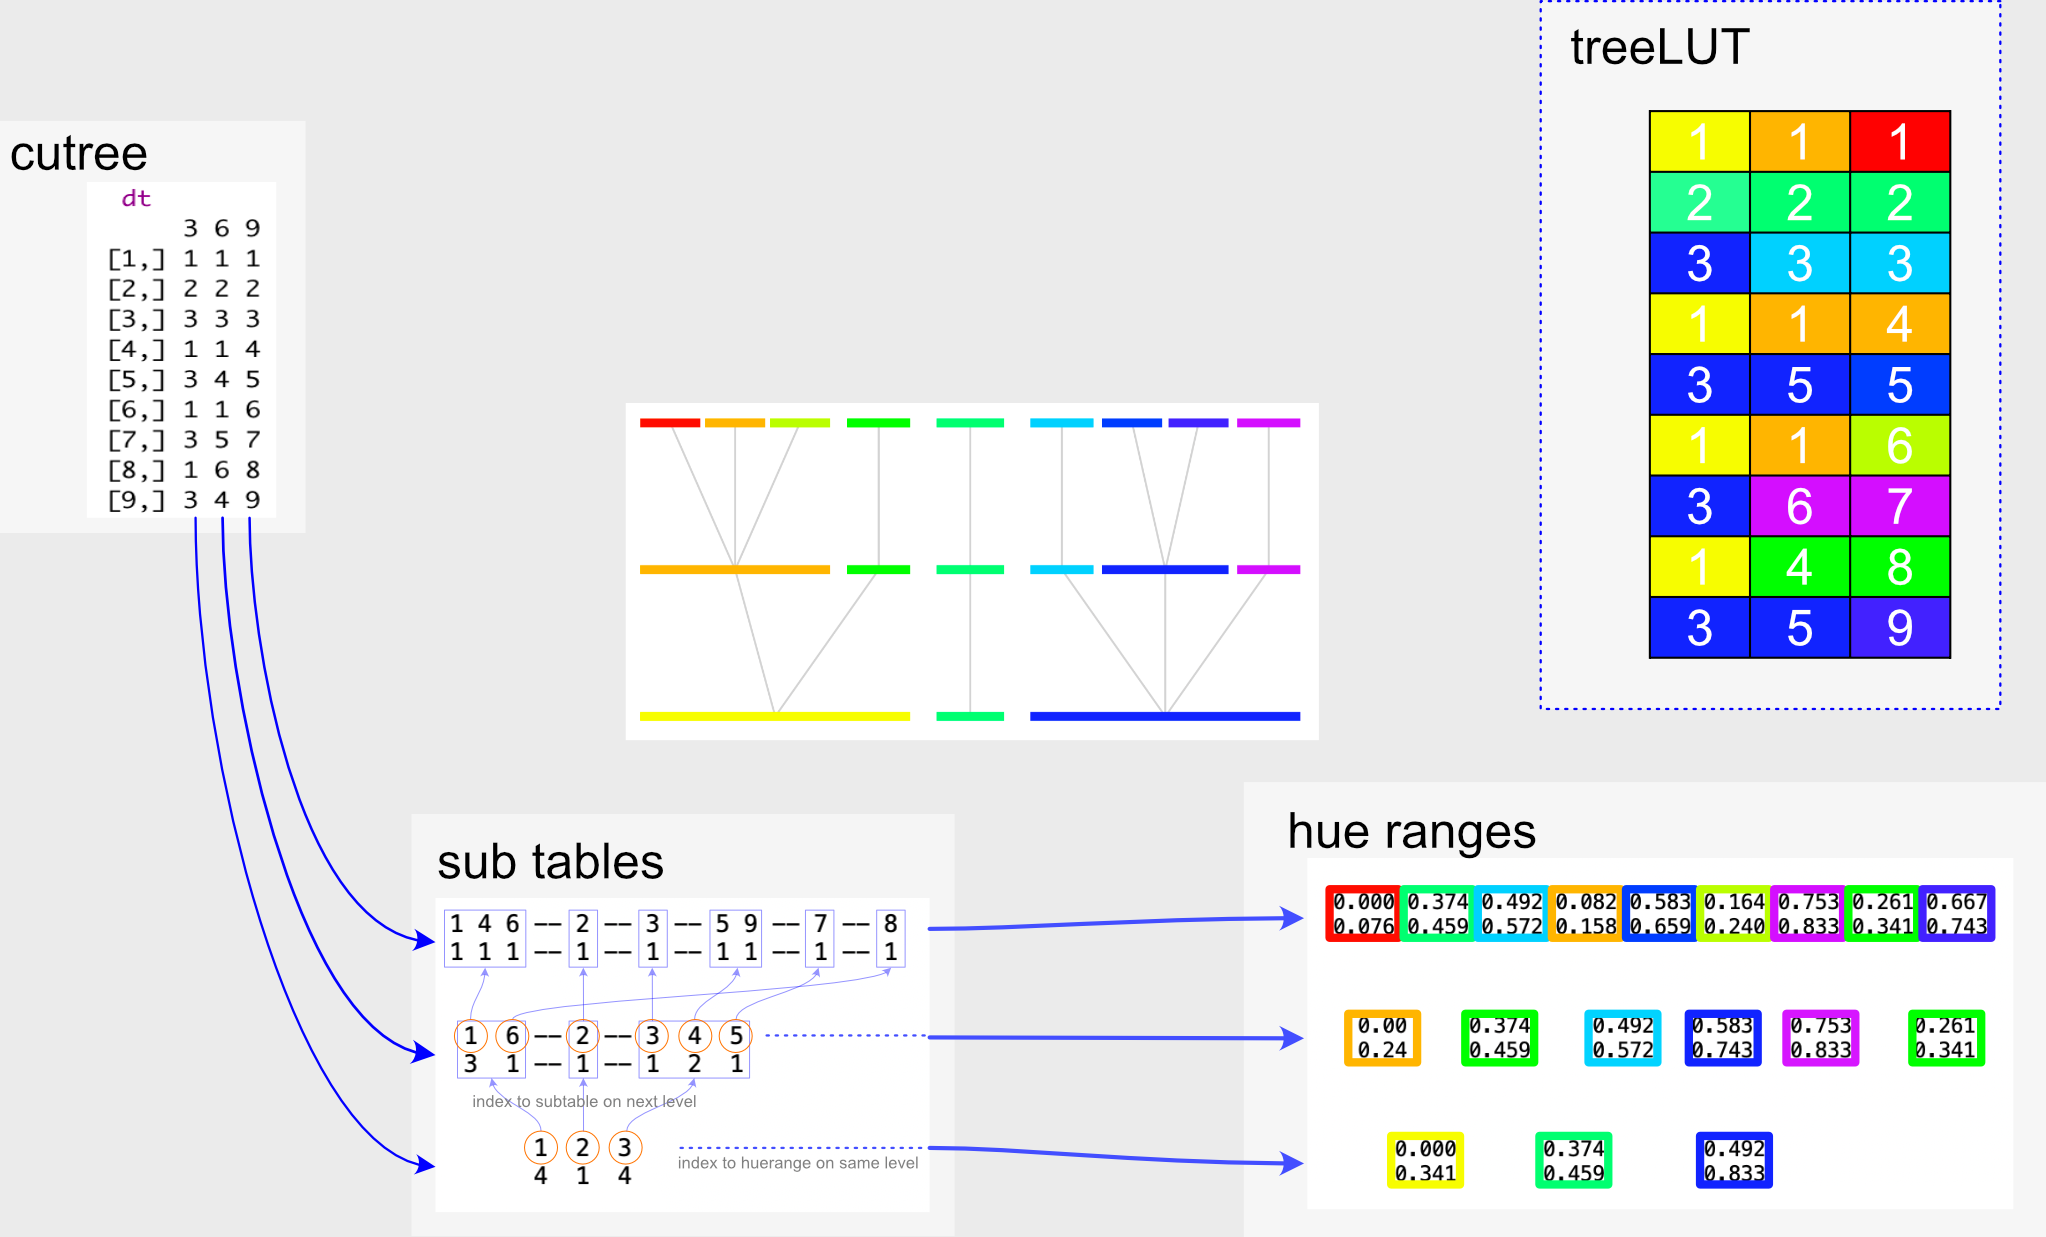 cutree
dt
3 6 9
[1,] 1 1 1
[2,] 2 2 2
[3,] 3 3 3
[4,] 1 1 4
[5,] 3 4 5
[6,] 1 1 6
[7,] 3 5 7
[8,] 1 6 8
[9,] 3 4 9
treeLUT
1 1 1
2 2 2
3 3 3
1 1 4
3 5 5
1 1 6
3 6 7
1 4 8
3 5 9
sub tables
1 4 6 -- 2 -- 3 -- 5 9 -- 7 -- 8
1 1 1 -- 1 -- 1 -- 1 1 -- 1 -- 1
1 6 -- 2 -- 3 4 5
3 1 -- 1 -- 1 2 1
index to subtable on next level
1 2 3
index to huerange on same level
4 1 4
hue ranges
0.000 0.374 0.492 0.082 0.583 0.164 0.753 0.261 0.667
0.076 0.459 0.572 0.158 0.659 0.240 0.833 0.341 0.743
0.00 0.374 0.492 0.583 0.753 0.261
0.24 0.459 0.572 0.743 0.833 0.341
0.000 0.374 0.492
0.341 0.459 0.833